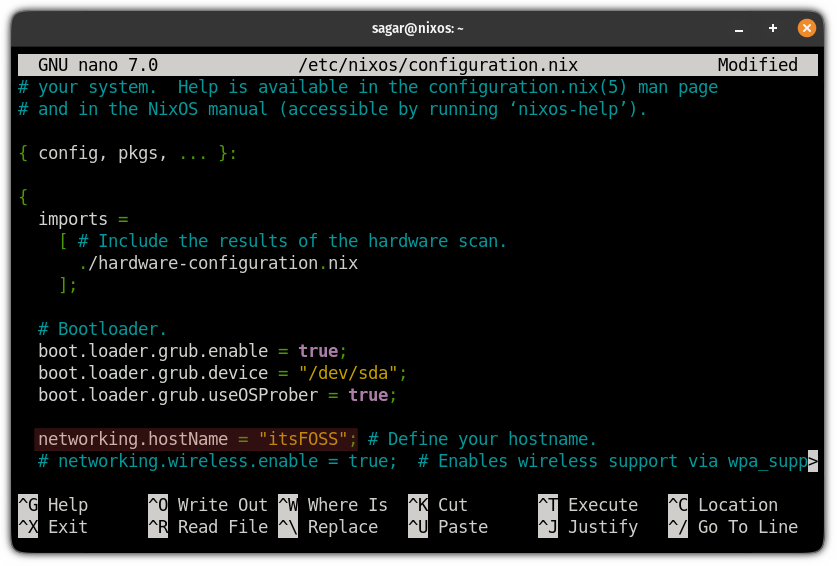 sagar@nixos: ~
GNU nano 7.0 /etc/nixos/configuration.nix Modified
# your system.  Help is available in the configuration.nix(5) man page
# and in the NixOS manual (accessible by running ‘nixos-help’).
{ config, pkgs, ... }:
{
  imports =
    [ # Include the results of the hardware scan.
      ./hardware-configuration.nix
    ];
  # Bootloader.
  boot.loader.grub.enable = true;
  boot.loader.grub.device = "/dev/sda";
  boot.loader.grub.useOSProber = true;
  networking.hostName = "itsFOSS"; # Define your hostname.
  # networking.wireless.enable = true;  # Enables wireless support via wpa_supp>
^G Help ^O Write Out ^W Where Is ^K Cut ^T Execute ^C Location
^X Exit ^R Read File ^\ Replace ^U Paste ^J Justify ^/ Go To Line